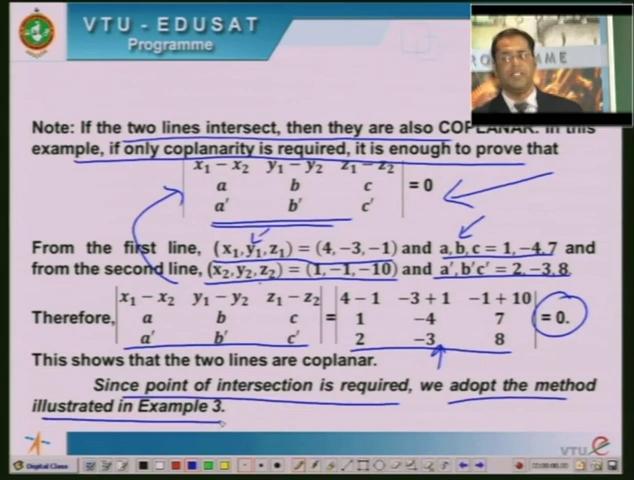 VTU - EDUSAT
Programme
Note: If the two lines intersect, then they are also COPLANAR. In this
example, if only coplanarity is required, it is enough to prove that
| x₁ − x₂ y₁ − y₂ z₁ − z₂ |
| a b c | = 0
| a′ b′ c′ |
From the first line, (x₁, y₁, z₁) = (4, −3, −1) and a, b, c = 1, −4, 7 and
from the second line, (x₂, y₂, z₂) = (1, −1, −10) and a′, b′c′ = 2, −3, 8.
| x₁ − x₂ y₁ − y₂ z₁ − z₂ | | 4 − 1 −3 + 1 −1 + 10 |
Therefore, | a b c | = | 1 −4 7 | = 0.
| a′ b′ c′ | | 2 −3 8 |
This shows that the two lines are coplanar.
Since point of intersection is required, we adopt the method
illustrated in Example 3.
VTU e
Digital Class